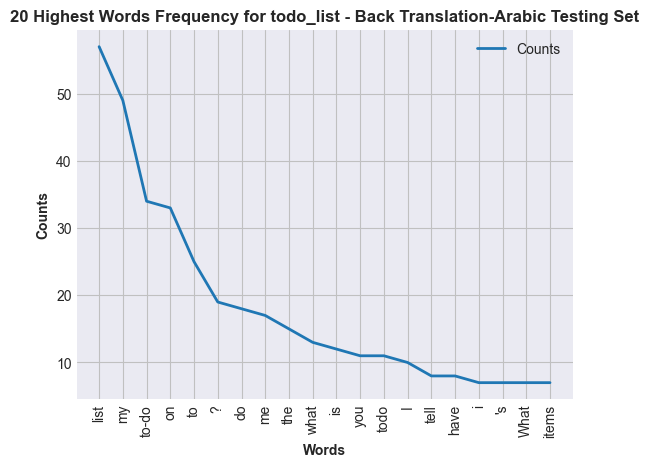 20 Highest Words Frequency for todo_list - Back Translation-Arabic Testing Set
Counts
Counts
50
40
30
20
10
list
my
to-do
on
to
?
do
me
the
what
is
you
todo
I
tell
have
i
's
What
items
Words